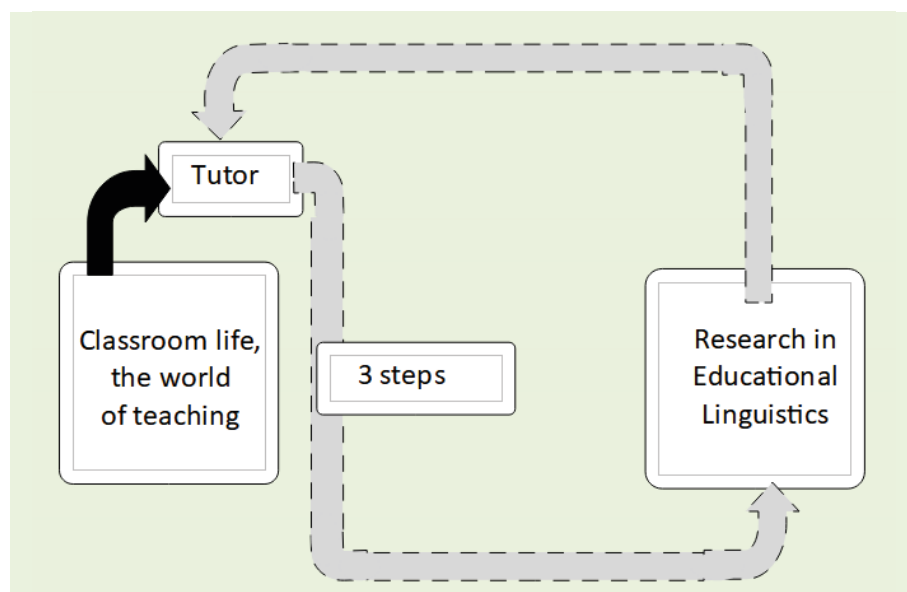 Tutor
Classroom life,
the world
of teaching
3 steps
Research in
Educational
Linguistics